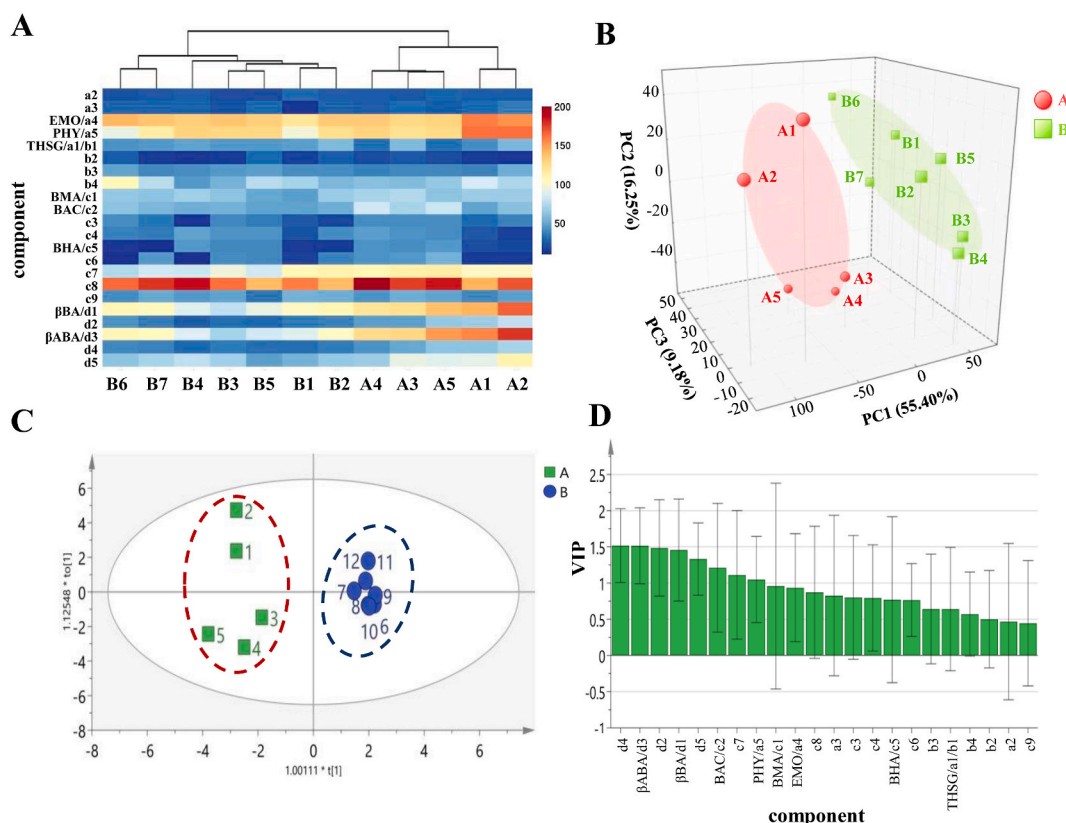 A
a2
a3
EMO/a4
PHY/a5
THSG/a1/b1
b2
b3
b4
BMA/c1
BAC/c2
c3
c4
BHA/c5
c6
c7
c8
c9
βBA/d1
d2
βABA/d3
d4
d5
component
200
150
100
50
B6 B7 B4 B3 B5 B1 B2 A4 A3 A5 A1 A2
B
A
B
40
20
0
-20
-40
PC2 (16.25%)
50
40
30
20
10
0
-10
-20
PC3 (9.18%)
100
50
0
50
PC1 (55.40%)
B6
A1
B1
B5
A2
B7
B2
B3
B4
A3
A5
A4
C
A
B
6
4
2
0
-2
-4
-6
1.12548 * to[1]
-8 -6 -4 -2 0 2 4 6 8
1.00111 * t[1]
2
1
3
5
4
12 11
7
9
8
10 6
D
2.5
2
1.5
1
0.5
0
-0.5
-1
VIP
d4
βABA/d3
d2
βBA/d1
d5
BAC/c2
c7
PHY/a5
BMA/c1
EMO/a4
c8
a3
c3
c4
BHA/c5
c6
b3
THSG/a1/b1
b4
b2
a2
c9
component